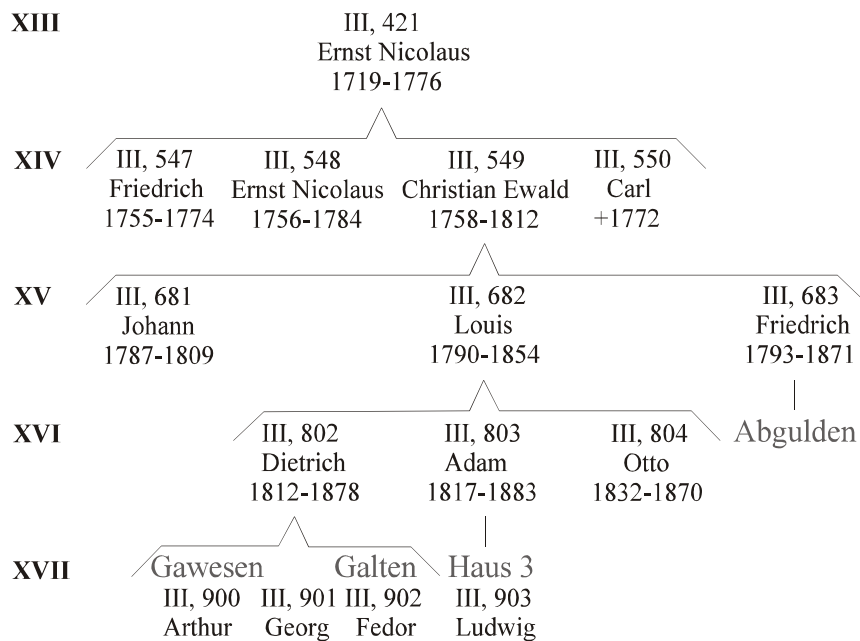 XIII III, 421
Ernst Nicolaus
1719-1776
XIV III, 547 III, 548 III, 549 III, 550
Friedrich Ernst Nicolaus Christian Ewald Carl
1755-1774 1756-1784 1758-1812 +1772
XV III, 681 III, 682 III, 683
Johann Louis Friedrich
1787-1809 1790-1854 1793-1871
XVI III, 802 III, 803 III, 804 Abgulden
Dietrich Adam Otto
1812-1878 1817-1883 1832-1870
XVII Gawesen Galten Haus 3
III, 900 III, 901 III, 902 III, 903
Arthur Georg Fedor Ludwig